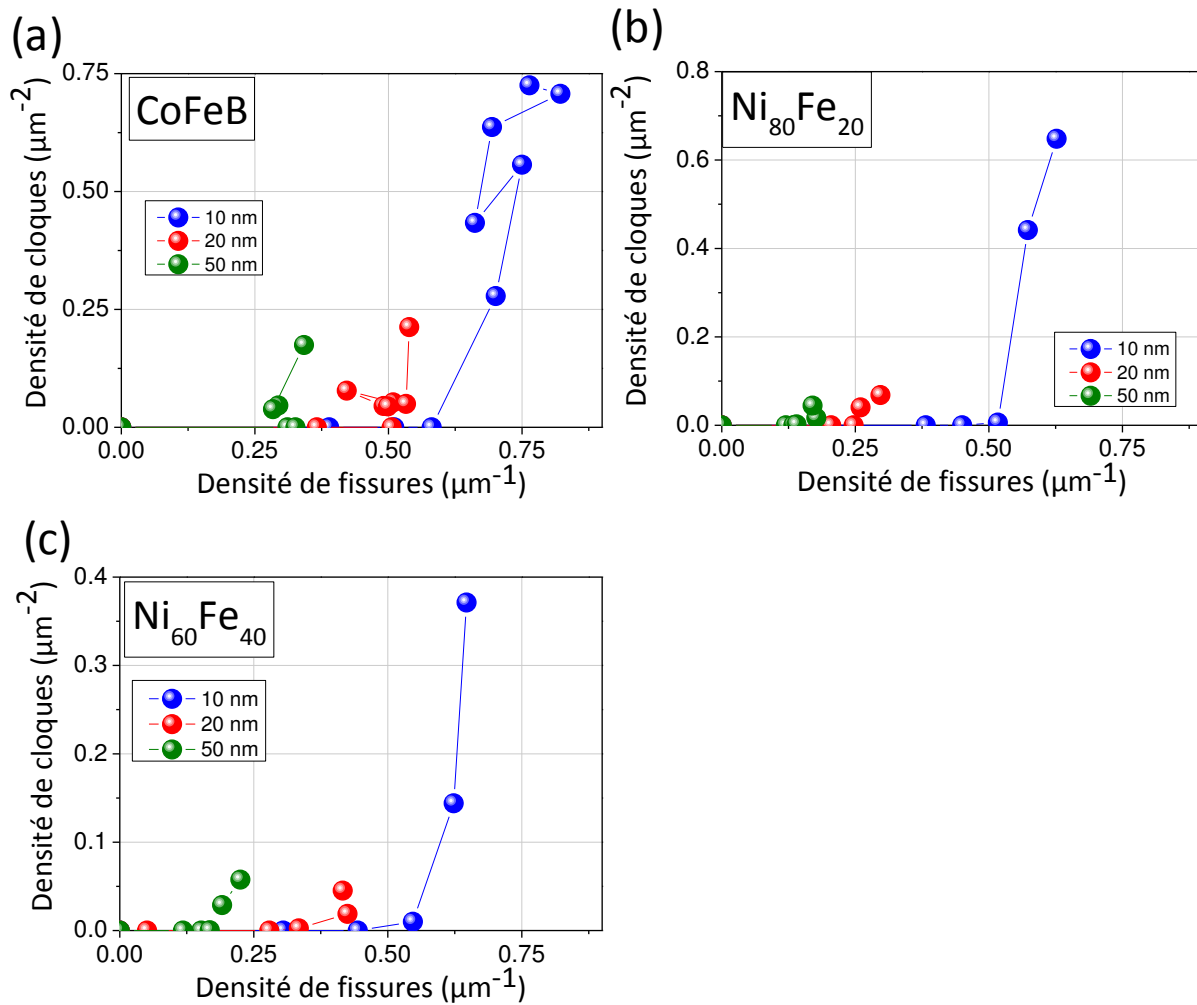 (a)
Densité de cloques (µm⁻²)
0.75
0.50
0.25
0.00
CoFeB
10 nm
20 nm
50 nm
0.00 0.25 0.50 0.75
Densité de fissures (µm⁻¹)
(b)
Densité de cloques (µm⁻²)
0.8
0.6
0.4
0.2
0.0
Ni₈₀Fe₂₀
10 nm
20 nm
50 nm
0.00 0.25 0.50 0.75
Densité de fissures (µm⁻¹)
(c)
Densité de cloques (µm⁻²)
0.4
0.3
0.2
0.1
0.0
Ni₆₀Fe₄₀
10 nm
20 nm
50 nm
0.00 0.25 0.50 0.75
Densité de fissures (µm⁻¹)